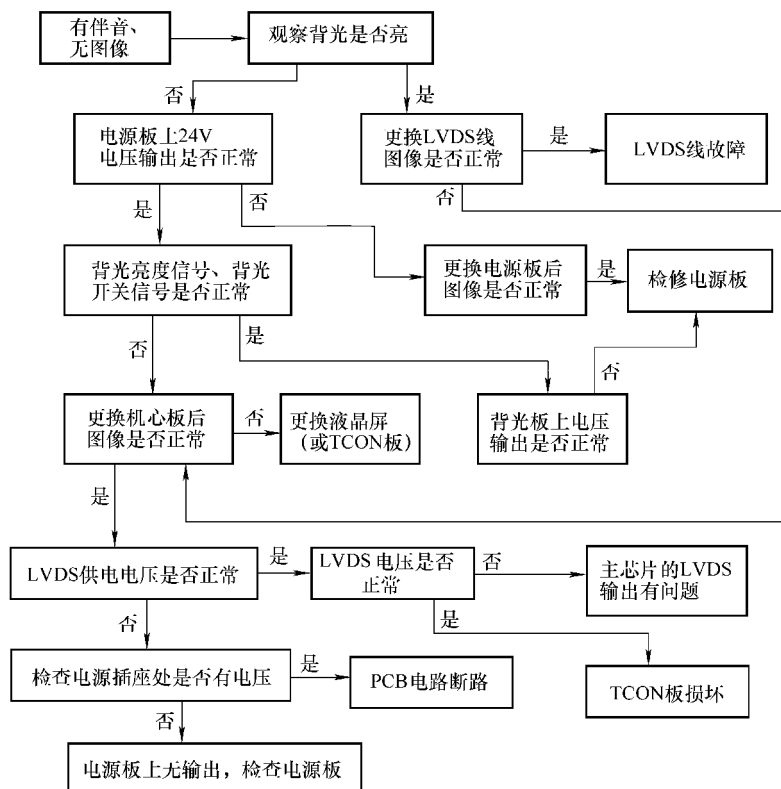 有伴音、
无图像
观察背光是否亮
否
是
电源板上24V
电压输出是否正常
更换LVDS线
图像是否正常
是
LVDS线故障
否
是
否
背光亮度信号、背光
开关信号是否正常
更换电源板后
图像是否正常
是
检修电源板
否
是
否
更换机心板后
图像是否正常
否
更换液晶屏
（或TCON板）
背光板上电压
输出是否正常
是
LVDS供电电压是否正常
是
LVDS 电压是否
正常
否
主芯片的LVDS
输出有问题
否
是
检查电源插座处是否有电压
是
PCB电路断路
TCON板损坏
否
电源板上无输出，检查电源板